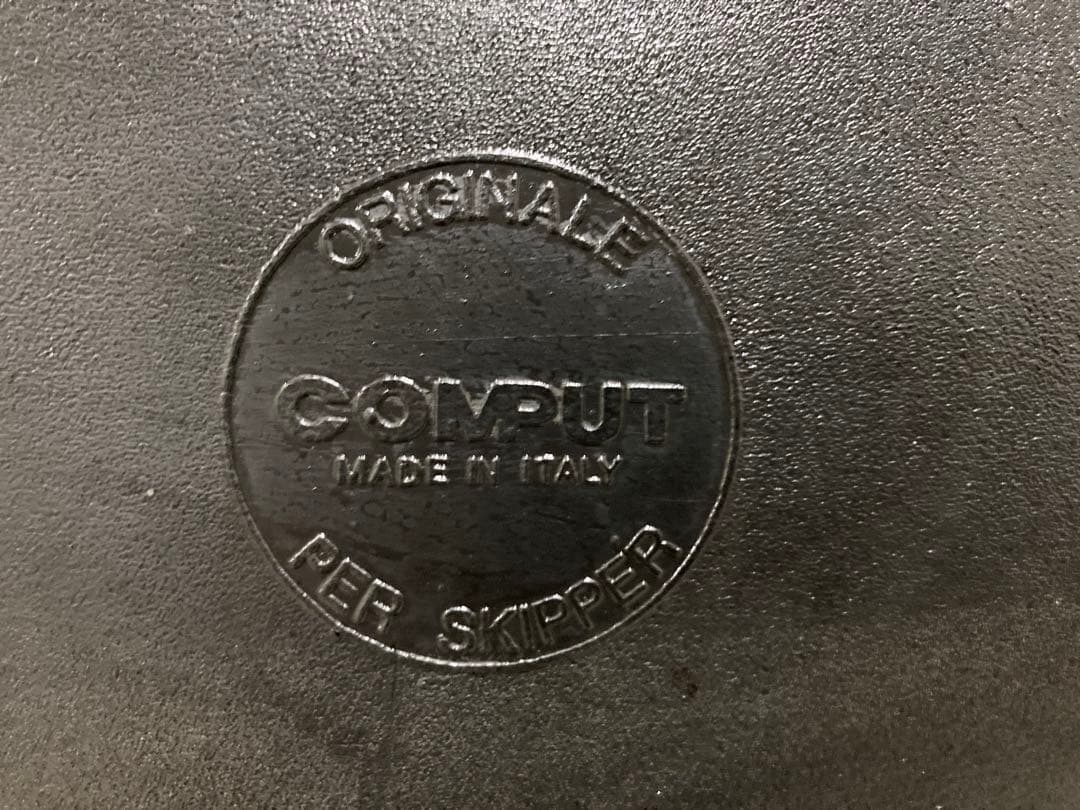 ORIGINALE
COMPUT
MADE IN ITALY
PER SKIPPER